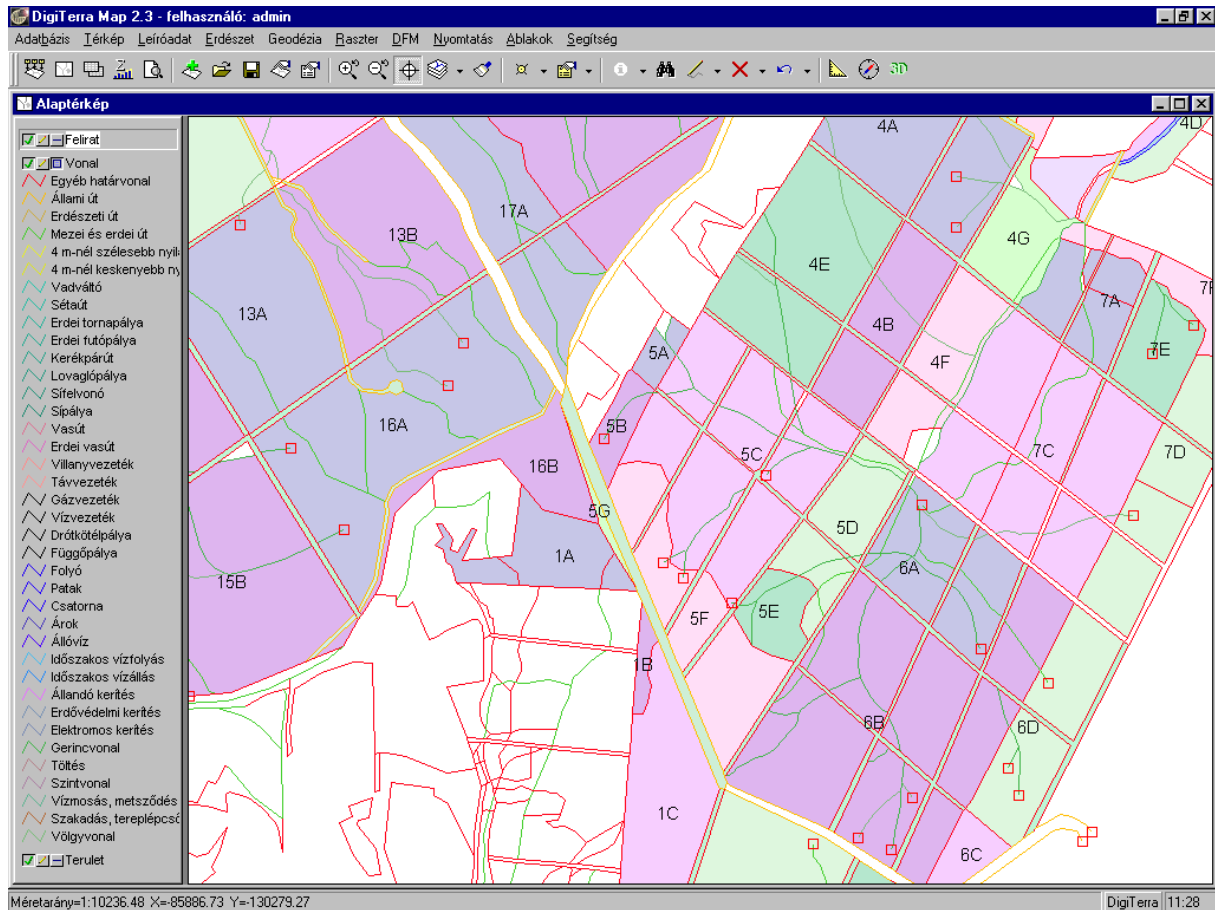 DigiTerra Map 2.3 - felhasználó: admin
Adatbázis Térkép Leíróadat Erdészet Geodézia Raszter DFM Nyomtatás Ablakok Segítség
3D
Alaptérkép
Felirat
Vonal
Egyéb határvonal
Állami út
Erdészeti út
Mezei és erdei út
4 m-nél szélesebb nyila
4 m-nél keskenyebb ny
Vadváltó
Sétaút
Erdei tornapálya
Erdei futópálya
Kerékpárút
Lovaglópálya
Sífelvonó
Sípálya
Vasút
Erdei vasút
Villanyvezeték
Távvezeték
Gázvezeték
Vízvezeték
Drótkötélpálya
Függőpálya
Folyó
Patak
Csatorna
Árok
Állóvíz
Időszakos vízfolyás
Időszakos vízállás
Állandó kerítés
Erdővédelmi kerítés
Elektromos kerítés
Gerincvonal
Töltés
Szintvonal
Vízmosás, metsződés
Szakadás, tereplépcső
Völgyvonal
Terulet
4A
4D
17A
13B
4G
4E
7A
7F
13A
4B
5A
4F
7E
16A
5B
16B
5C
7C
7D
5G
5D
1A
6A
15B
5E
5F
1B
6B
6D
1C
6C
Méretarány=1:10236.48 X=-85886.73 Y=-130279.27
DigiTerra 11:28